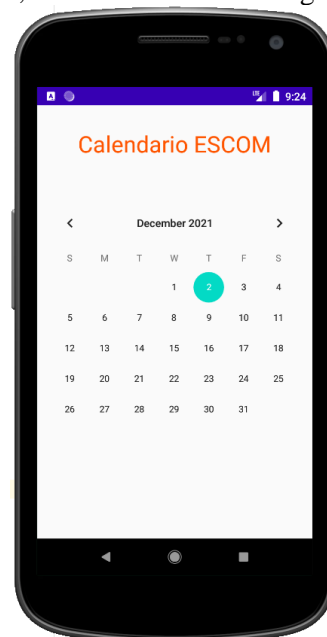 9:24
Calendario ESCOM
December 2021
S M T W T F S
1 2 3 4
5 6 7 8 9 10 11
12 13 14 15 16 17 18
19 20 21 22 23 24 25
26 27 28 29 30 31